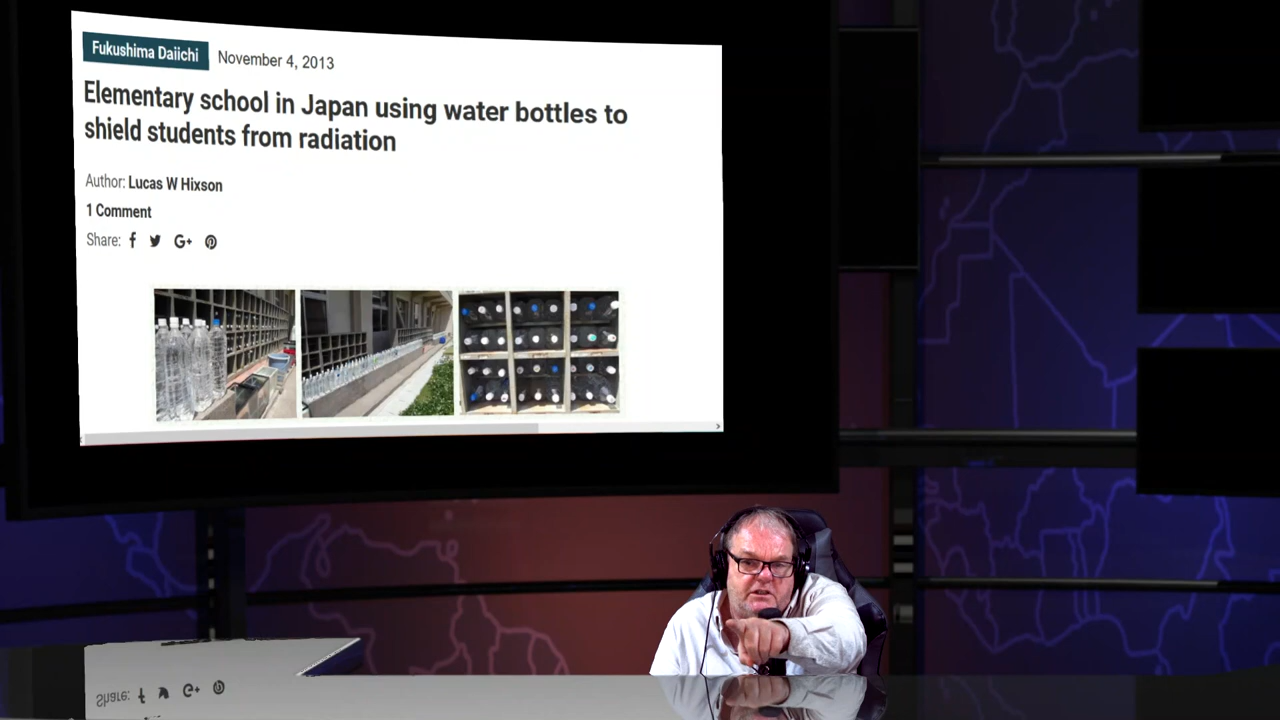 Fukushima Daiichi November 4, 2013
Elementary school in Japan using water bottles to
shield students from radiation
Author: Lucas W Hixson
1 Comment
Share:
G+
Share:
G+